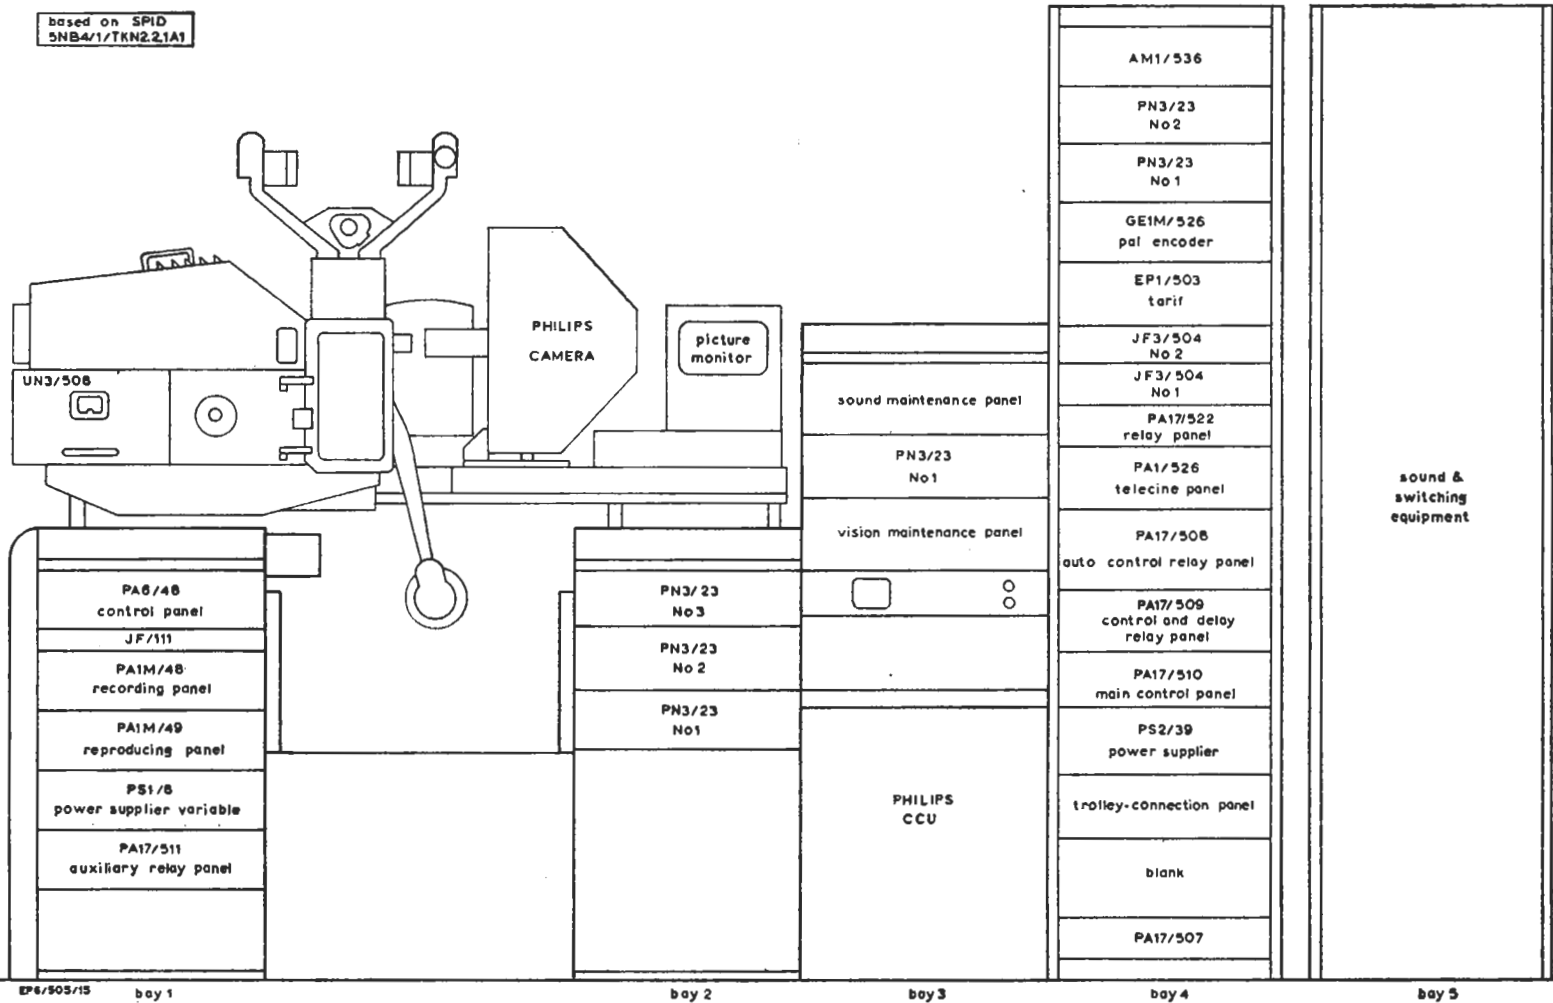 based on SPID
5NB4/1/TKN2.2.1A1
UN3/508
PHILIPS
CAMERA
picture
monitor
PA6/48
control panel
JF/111
PA1M/48
recording panel
PA1M/49
reproducing panel
PS1/8
power supplier variable
PA17/511
auxiliary relay panel
PN3/23
No3
PN3/23
No2
PN3/23
No1
sound maintenance panel
PN3/23
No1
vision maintenance panel
PHILIPS
CCU
AM1/536
PN3/23
No2
PN3/23
No1
GE1M/526
pal encoder
EP1/503
tarif
JF3/504
No2
JF3/504
No1
PA17/522
relay panel
PA1/526
telecine panel
PA17/508
auto control relay panel
PA17/509
control and delay
relay panel
PA17/510
main control panel
PS2/39
power supplier
trolley-connection panel
blank
PA17/507
sound &
switching
equipment
EP6/505/15
bay 1
bay 2
bay 3
bay 4
bay 5